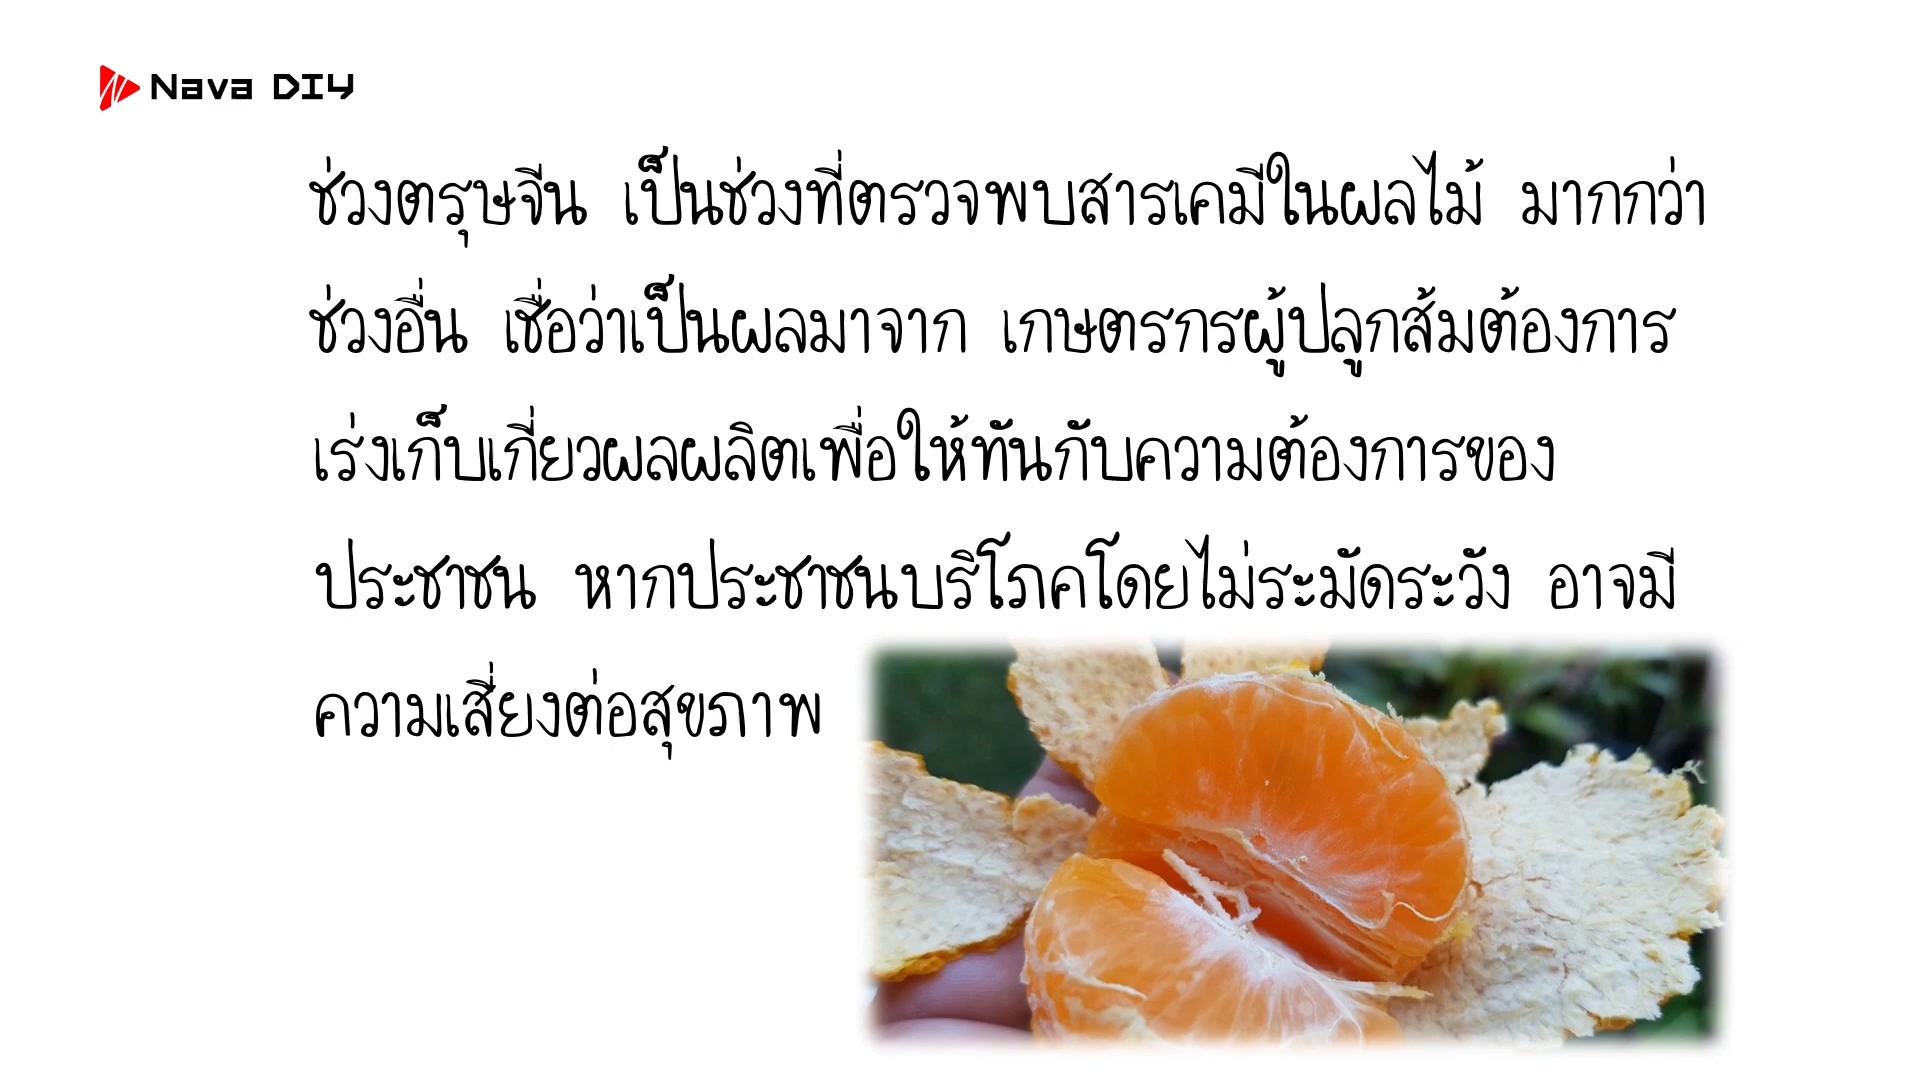 Nava DIY
ช่วงตรุษจีน เป็นช่วงที่ตรวจพบสารเคมีในผลไม้ มากกว่า
ช่วงอื่น เชื่อว่าเป็นผลมาจาก เกษตรกรผู้ปลูกส้มต้องการ
เร่งเก็บเกี่ยวผลผลิตเพื่อให้ทันกับความต้องการของ
ประชาชน หากประชาชนบริโภคโดยไม่ระมัดระวัง อาจมี
ความเสี่ยงต่อสุขภาพ